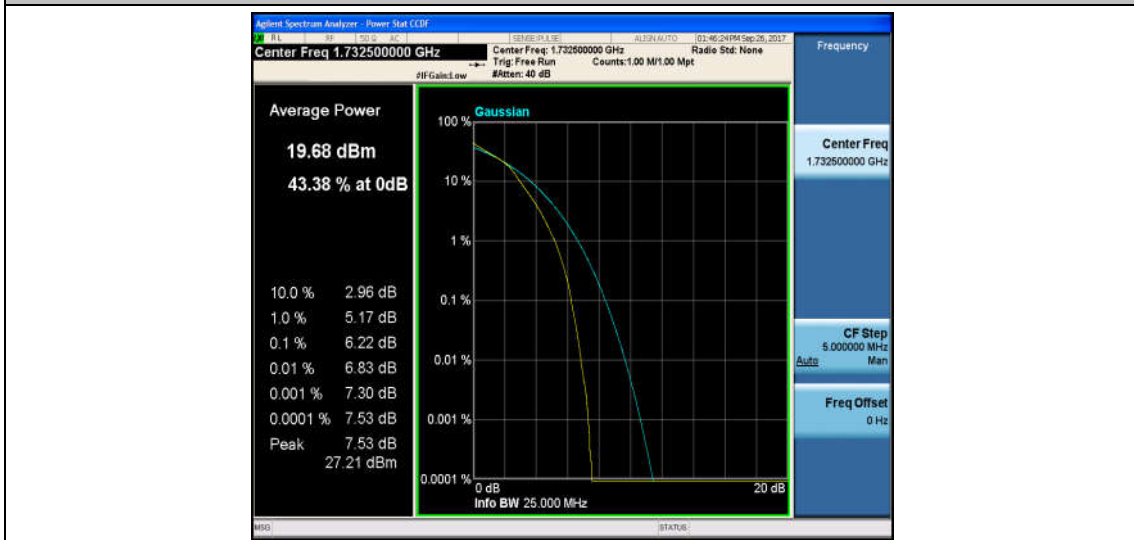 Agilent Spectrum Analyzer - Power Stat CCDF
RL RF 50 Ω AC SENSE:PULSE ALIGN AUTO 01:46:24 PM Sep 26, 2017
Center Freq 1.732500000 GHz
Center Freq: 1.732500000 GHz Radio Std: None
Trig: Free Run Counts:1.00 M/1.00 Mpt
#IFGain:Low #Atten: 40 dB
Frequency
Average Power
19.68 dBm
43.38 % at 0dB
10.0 % 2.96 dB
1.0 % 5.17 dB
0.1 % 6.22 dB
0.01 % 6.83 dB
0.001 % 7.30 dB
0.0001 % 7.53 dB
Peak 7.53 dB
27.21 dBm
Gaussian
100 %
10 %
1 %
0.1 %
0.01 %
0.001 %
0.0001 %
0 dB 20 dB
Info BW 25.000 MHz
Center Freq
1.732500000 GHz
CF Step
5.000000 MHz
Auto Man
Freq Offset
0 Hz
MSG STATUS